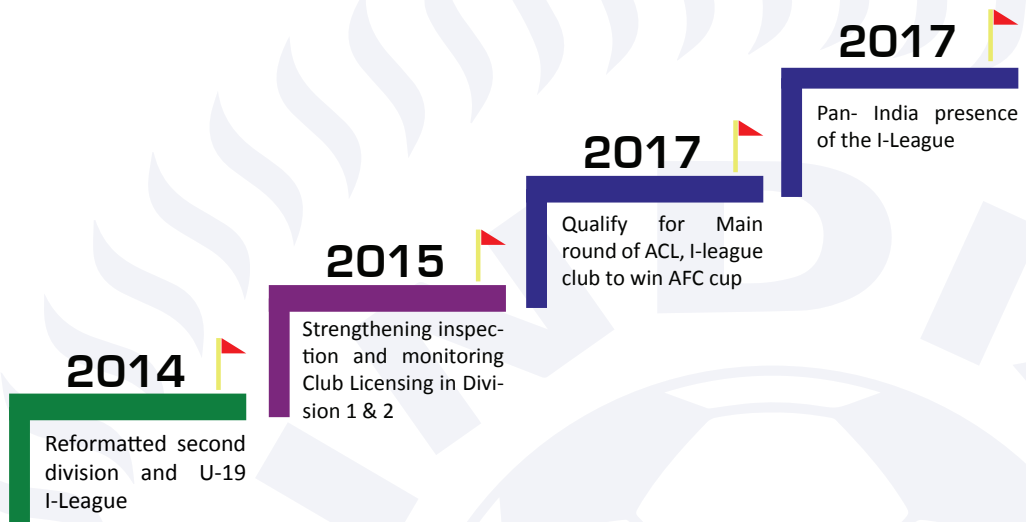 2014
Reformatted second
division and U-19
I-League
2015
Strengthening inspec-
tion and monitoring
Club Licensing in Divi-
sion 1 & 2
2017
Qualify for Main
round of ACL, I-league
club to win AFC cup
2017
Pan- India presence
of the I-League